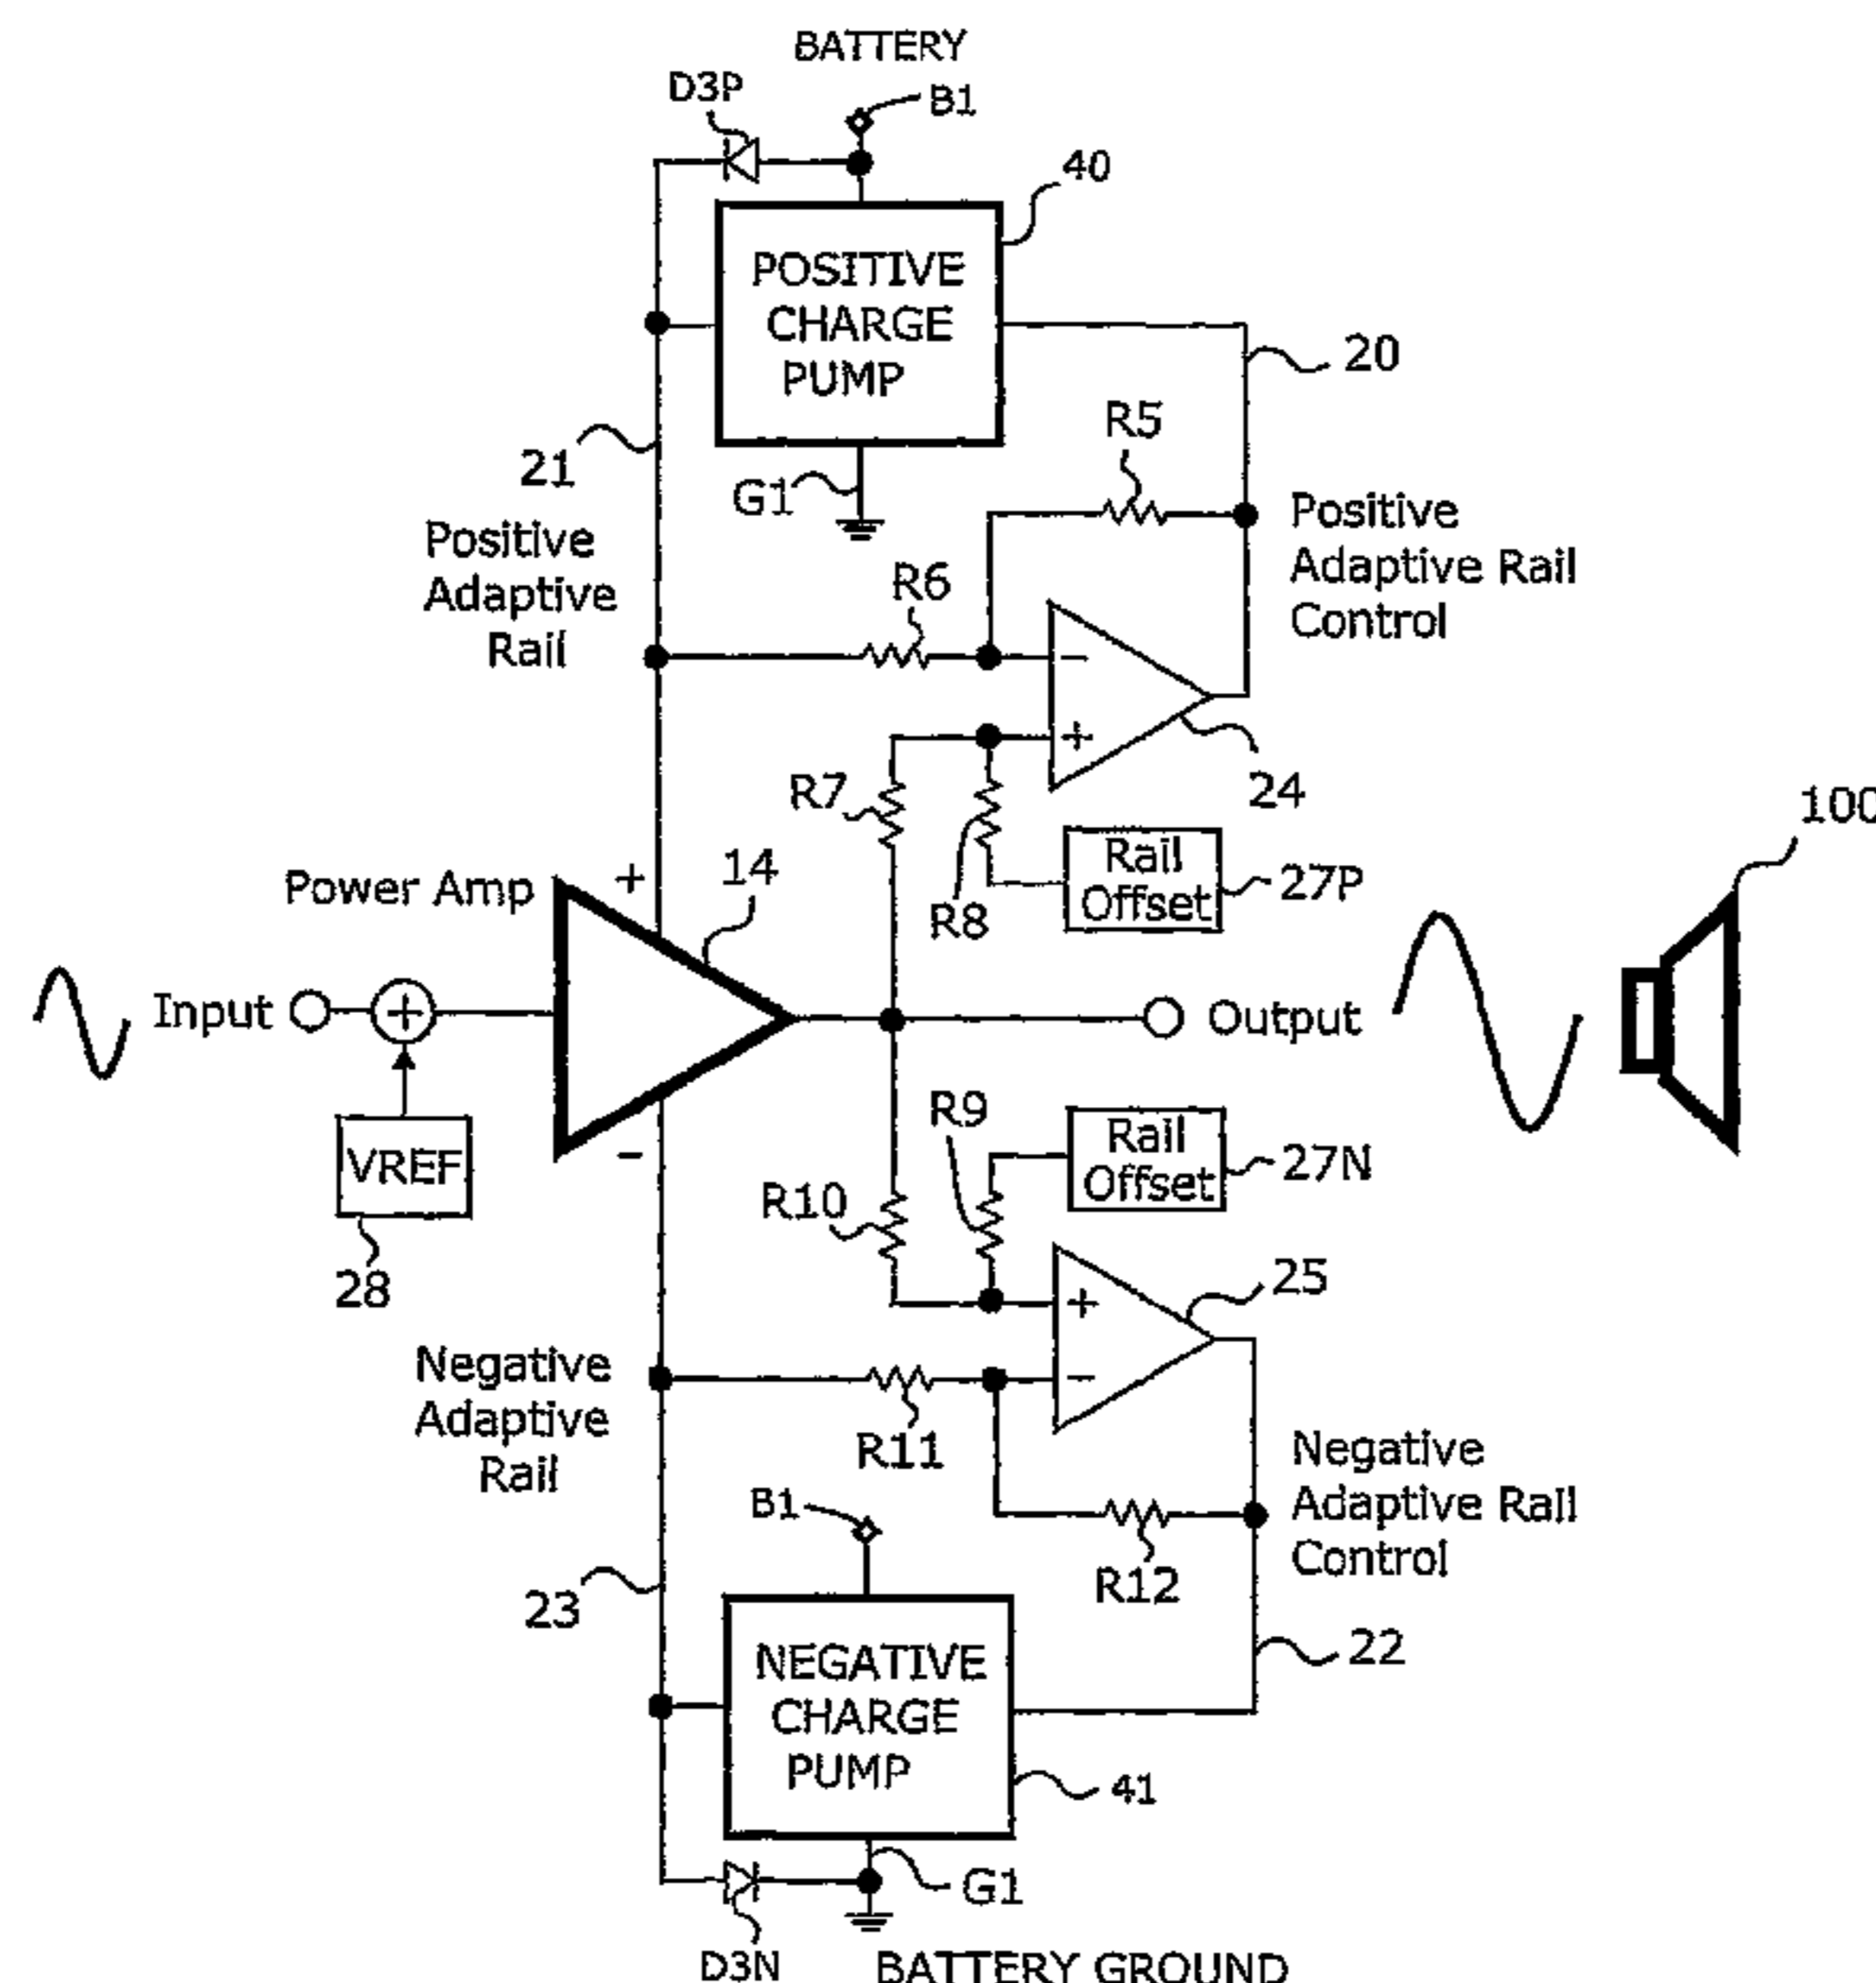 BATTERY
D3P
B1
40
POSITIVE
CHARGE
PUMP
20
21
G1
R5
Positive
Adaptive
Rail
Positive
Adaptive Rail
Control
R6
−
+
24
R7
R8
Rail
Offset
27P
100
Power Amp
+
14
Input
+
Output
VREF
28
−
R9
Rail
Offset
27N
R10
25
+
−
Negative
Adaptive
Rail
R11
Negative
Adaptive Rail
Control
B1
R12
23
22
NEGATIVE
CHARGE
PUMP
41
G1
D3N
BATTERY GROUND